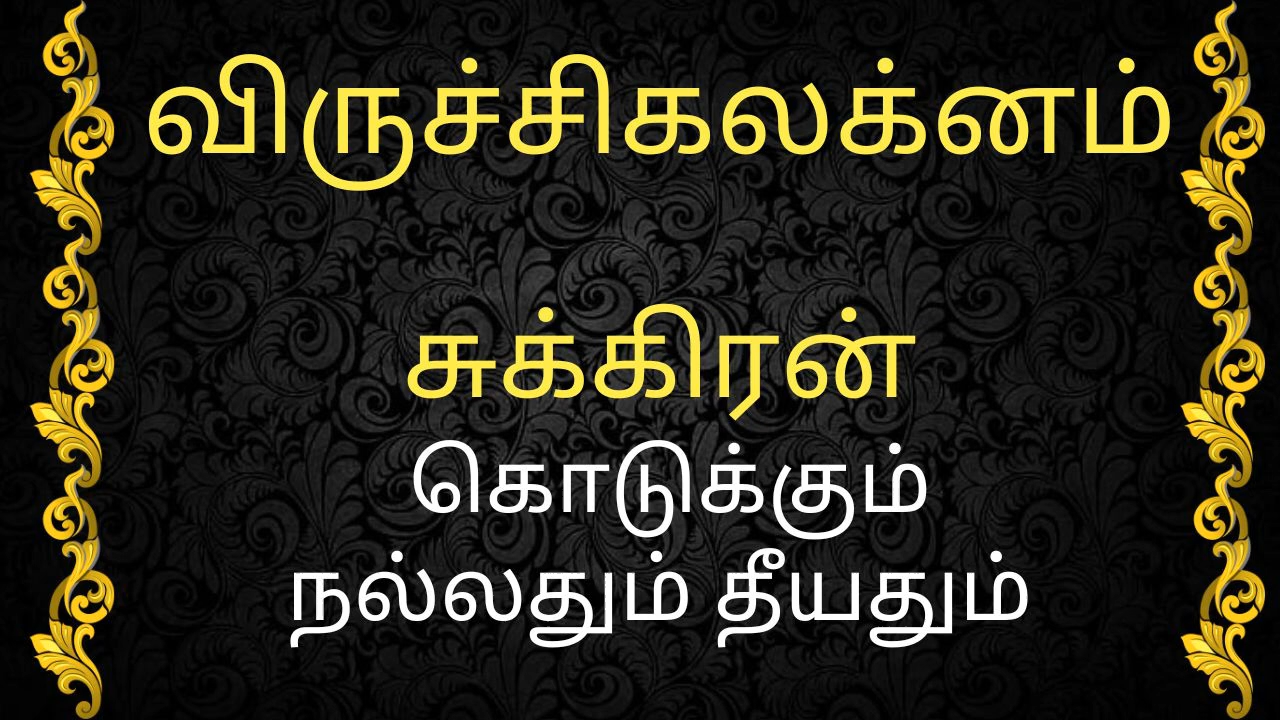 விருச்சிகலக்னம்
சுக்கிரன்
கொடுக்கும்
நல்லதும் தீயதும்